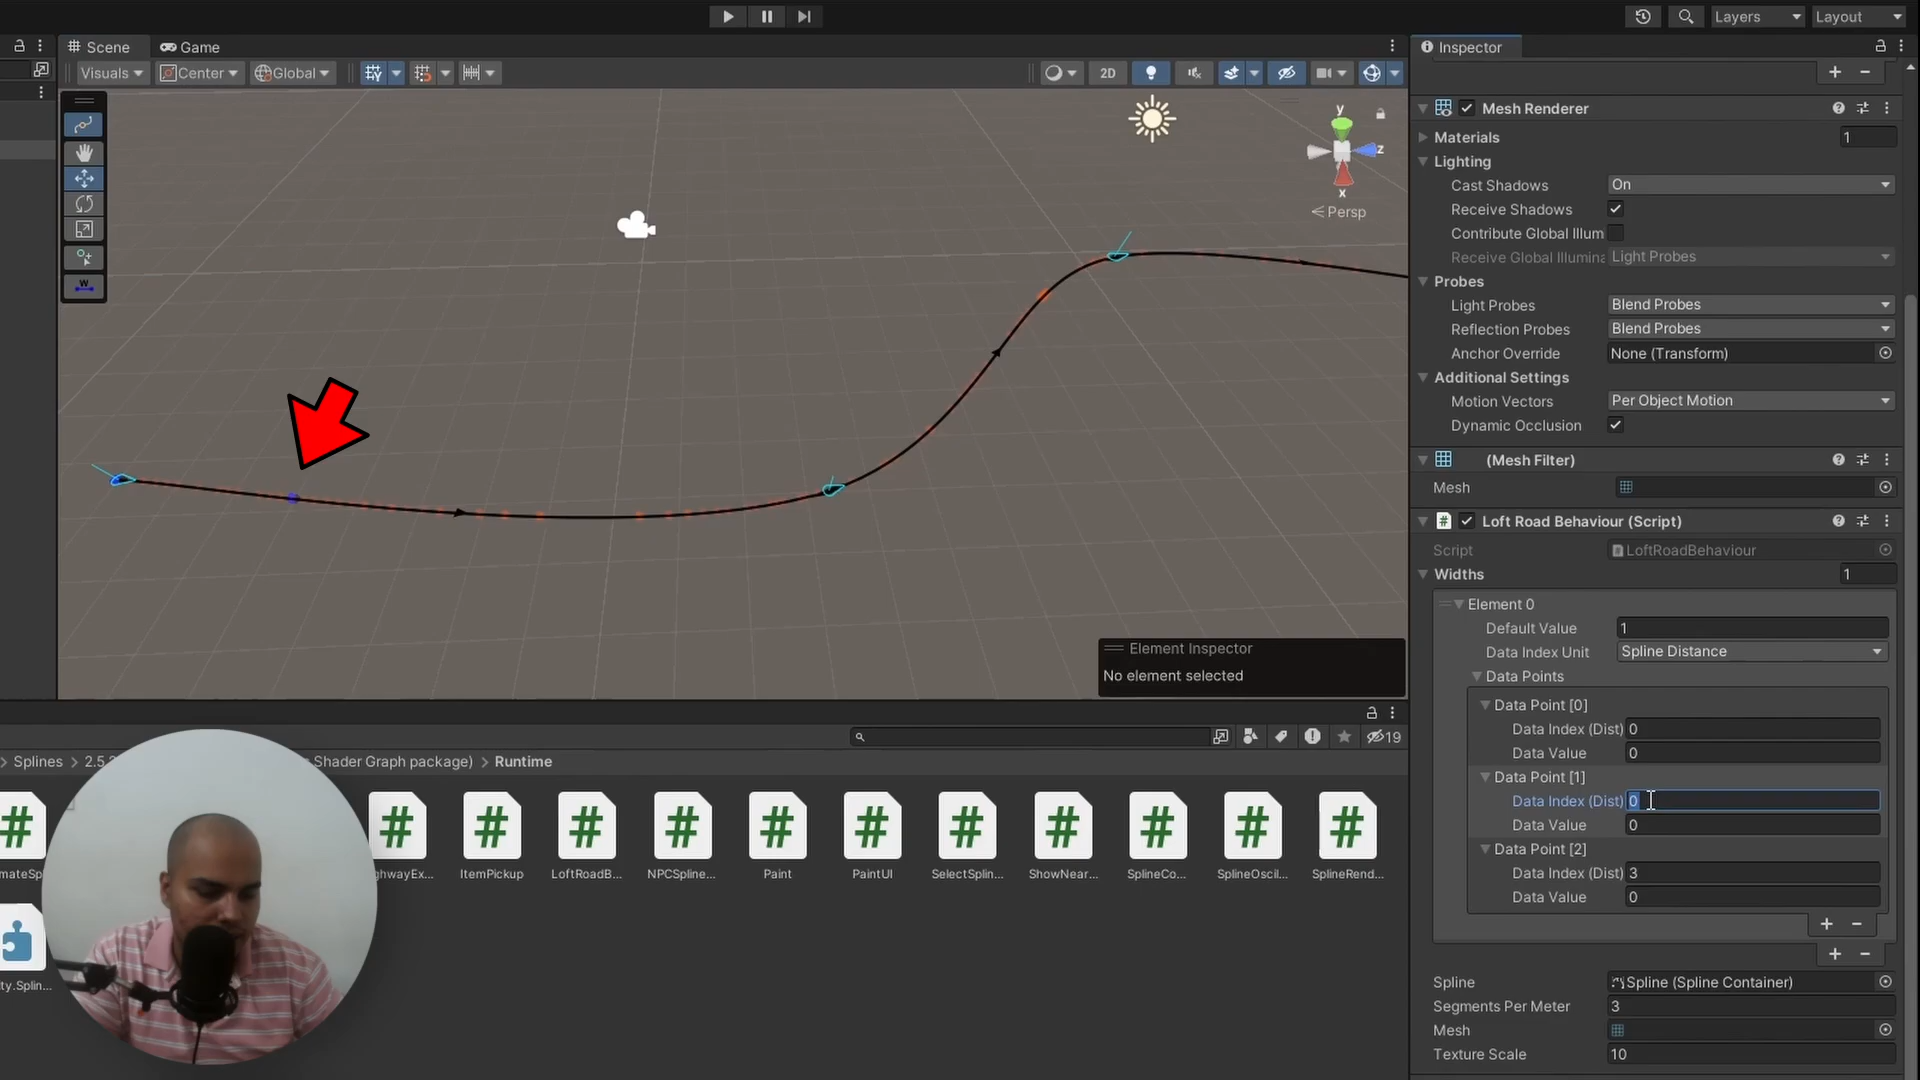 Layers
Layout
Scene
Game
Inspector
Visuals
Center
Global
2D
Mesh Renderer
Materials
1
Lighting
Cast Shadows
On
Receive Shadows
Contribute Global Illum
Receive Global Illumina
Light Probes
Probes
Light Probes
Blend Probes
Reflection Probes
Blend Probes
Anchor Override
None (Transform)
Additional Settings
Motion Vectors
Per Object Motion
Dynamic Occlusion
(Mesh Filter)
Mesh
Loft Road Behaviour (Script)
Script
LoftRoadBehaviour
Widths
1
Element 0
Default Value
1
Data Index Unit
Spline Distance
Data Points
Data Point [0]
Data Index (Dist)
0
Data Value
0
Data Point [1]
Data Index (Dist)
0
Data Value
0
Data Point [2]
Data Index (Dist)
3
Data Value
0
Spline
Spline (Spline Container)
Segments Per Meter
3
Mesh
Texture Scale
10
y
z
x
Persp
W
Element Inspector
No element selected
19
Splines > 2.5
Shader Graph package) > Runtime
mateSp...
ghwayEx...
ItemPickup
LoftRoadB...
NPCSpline...
Paint
PaintUI
SelectSplin...
ShowNear...
SplineCo...
SplineOscil...
SplineRend...
ty.Splin...